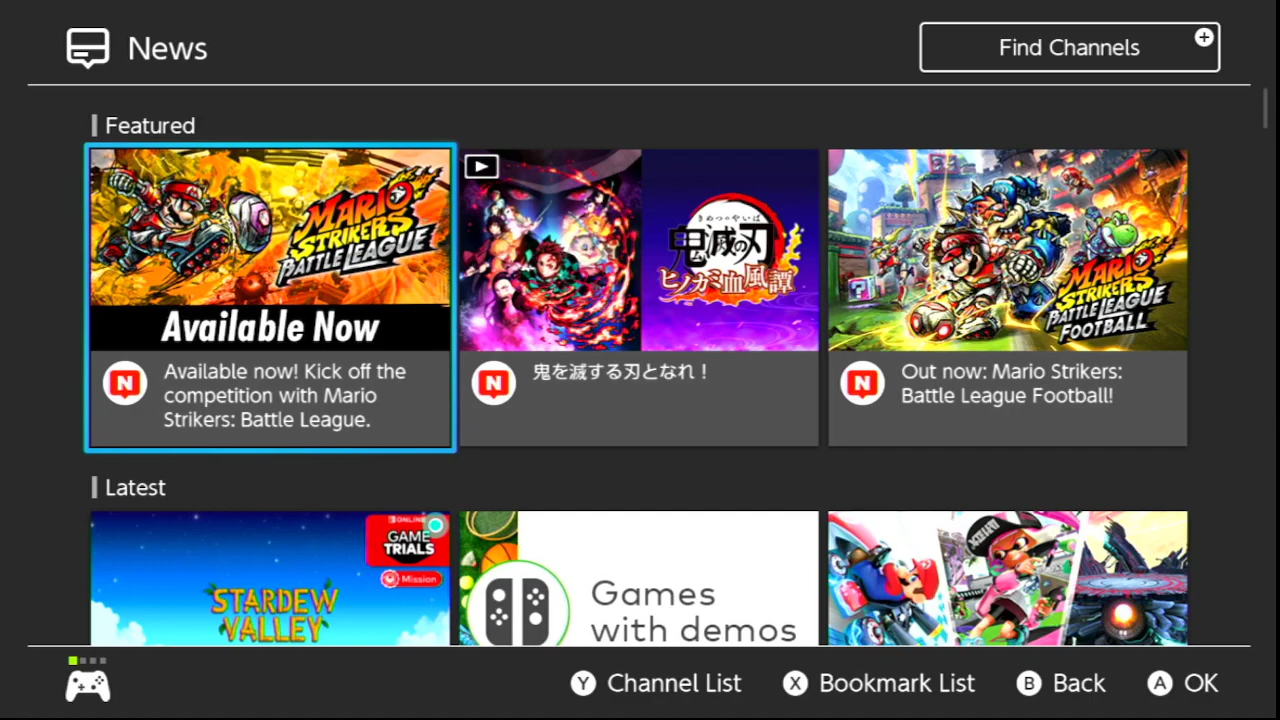 News
Find Channels
Featured
MARIO
STRIKERS
BATTLE LEAGUE
Available Now
Available now! Kick off the
competition with Mario
Strikers: Battle League.
きめつのやいば
鬼滅の刃
ヒノカミ血風譚
鬼を滅する刃となれ！
MARIO
STRIKERS
BATTLE LEAGUE
FOOTBALL
Out now: Mario Strikers:
Battle League Football!
Latest
ONLINE
GAME
TRIALS
Mission
STARDEW
VALLEY
Games
with demos
Y Channel List
X Bookmark List
B Back
A OK